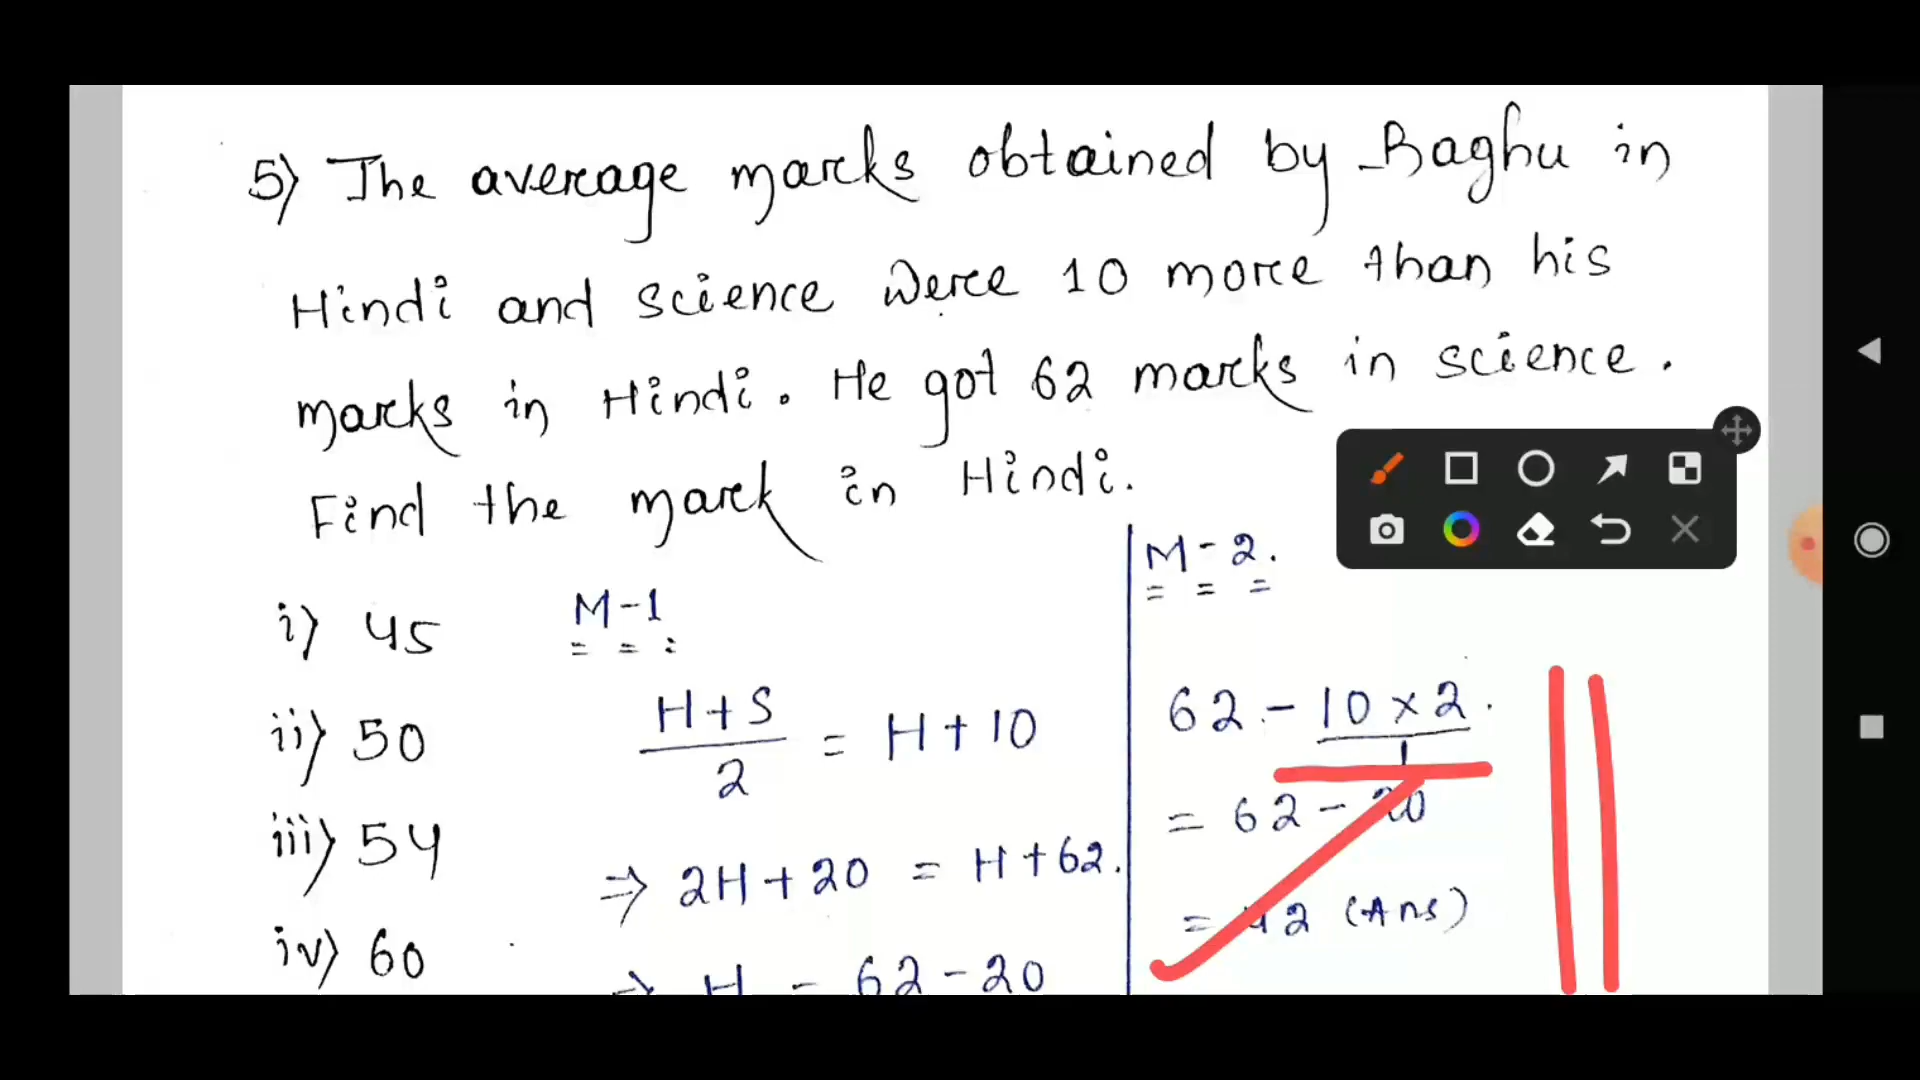 5) The average marks obtained by Raghu in
Hindi and science were 10 more than his
marks in Hindi. He got 62 marks in science.
Find the mark in Hindi.
i) 45
ii) 50
iii) 54
iv) 60
M-1
H+S
2
= H+10
⇒ 2H+20 = H+62.
⇒ H = 62-20
M-2.
62 - 10×2.
1
= 62-20
= 42 (Ans)